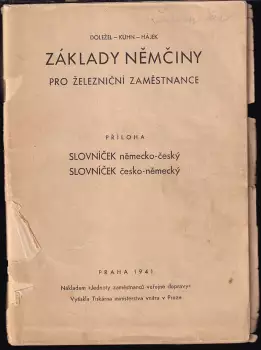 DOLEŽEL – KUHN – HÁJEK
ZÁKLADY NĚMČINY
PRO ŽELEZNIČNÍ ZAMĚSTNANCE
PŘÍLOHA
SLOVNÍČEK německo-český
SLOVNÍČEK česko-německý
PRAHA 1941
Nákladem »Jednoty zaměstnanců veřejné dopravy«
Vytiskla Tiskárna ministerstva vnitra v Praze